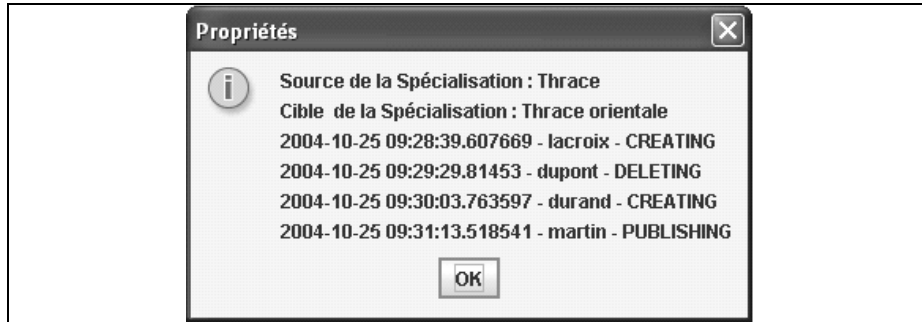 Propriétés
Source de la Spécialisation : Thrace
Cible  de la Spécialisation : Thrace orientale
2004-10-25 09:28:39.607669 - lacroix - CREATING
2004-10-25 09:29:29.81453 - dupont - DELETING
2004-10-25 09:30:03.763597 - durand - CREATING
2004-10-25 09:31:13.518541 - martin - PUBLISHING
OK